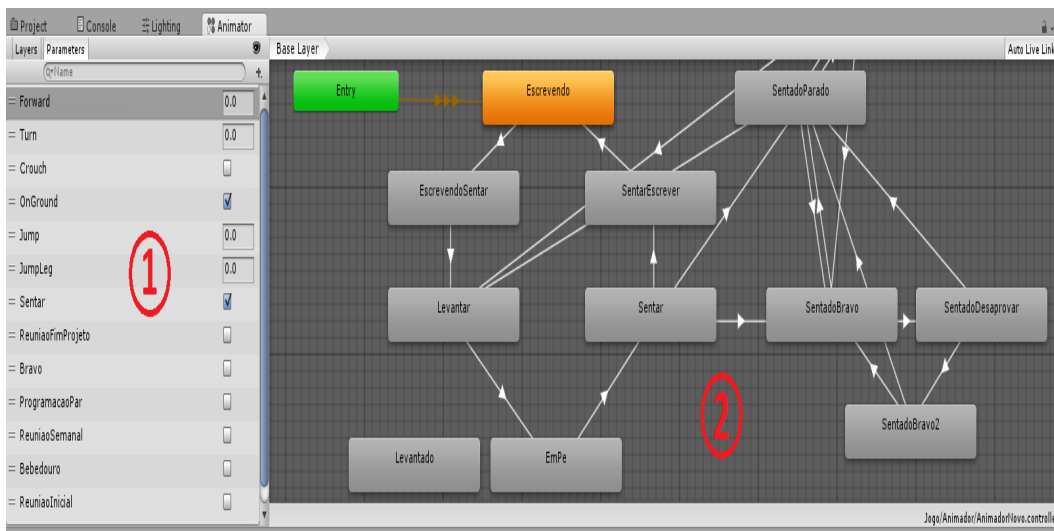 Project Console Lighting Animator
Layers Parameters Base Layer Auto Live Link
Name
Forward 0.0
Turn 0.0
Crouch
OnGround
Jump 0.0
JumpLeg 0.0
Sentar
ReuniaoFimProjeto
Bravo
ProgramacaoPar
ReuniaoSemanal
Bebedouro
ReuniaoInicial
1
Entry Escrevendo SentadoParado
EscrevendoSentar SentarEscrever
Levantar Sentar SentadoBravo SentadoDesaprovar
2
SentadoBravo2
Levantado EmPe
Jogo/Animador/AnimadorNovo.controlle